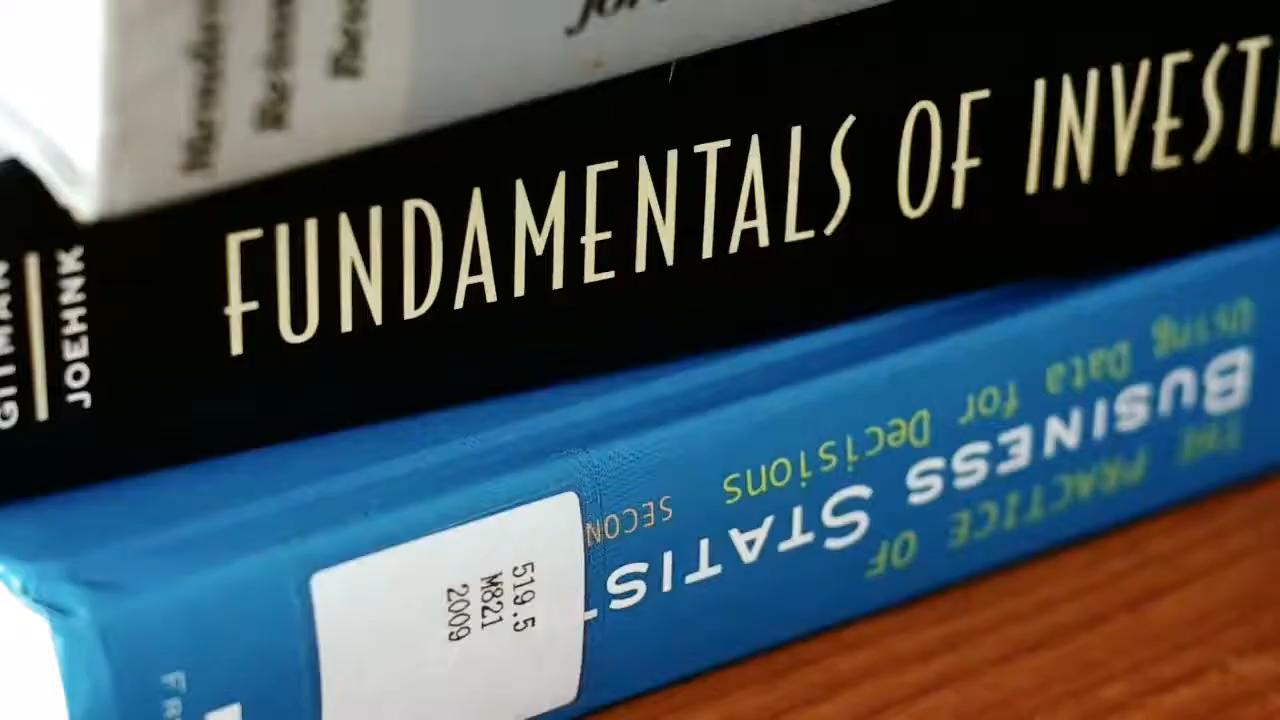 FUNDAMENTALS OF INVEST
GITMAN
JOEHNK
THE PRACTICE OF
BUSINESS STATIST
Using Data for Decisions
SECON
519.5
M821
2009